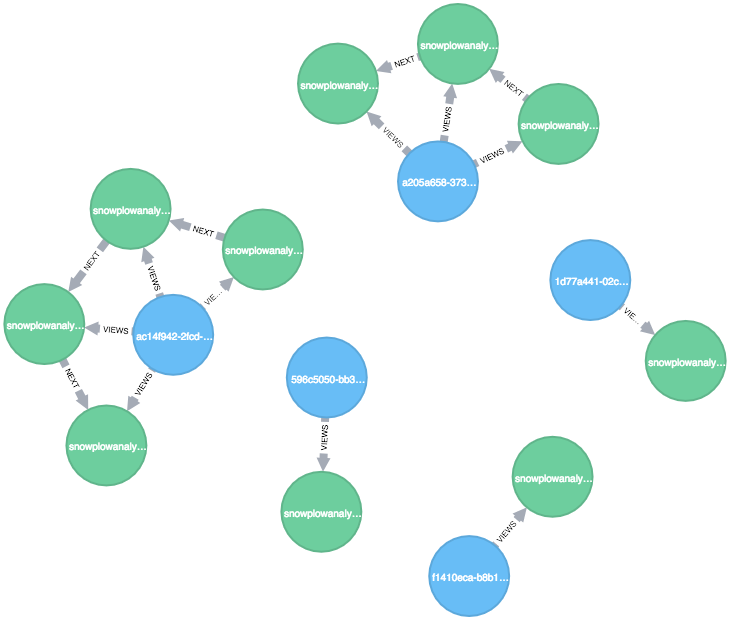 snowplowanaly...
NEXT
snowplowanaly...
NEXT
snowplowanaly...
VIEWS
VIEWS
VIEWS
a205a658-373...
snowplowanaly...
NEXT
snowplowanaly...
NEXT
VIEWS
VIE...
snowplowanaly...
VIEWS
ac14f942-2fcd-...
NEXT
VIEWS
snowplowanaly...
1d77a441-02c...
VIE...
snowplowanaly...
596c5050-bb3...
VIEWS
snowplowanaly...
snowplowanaly...
VIEWS
f1410eca-b8b1...